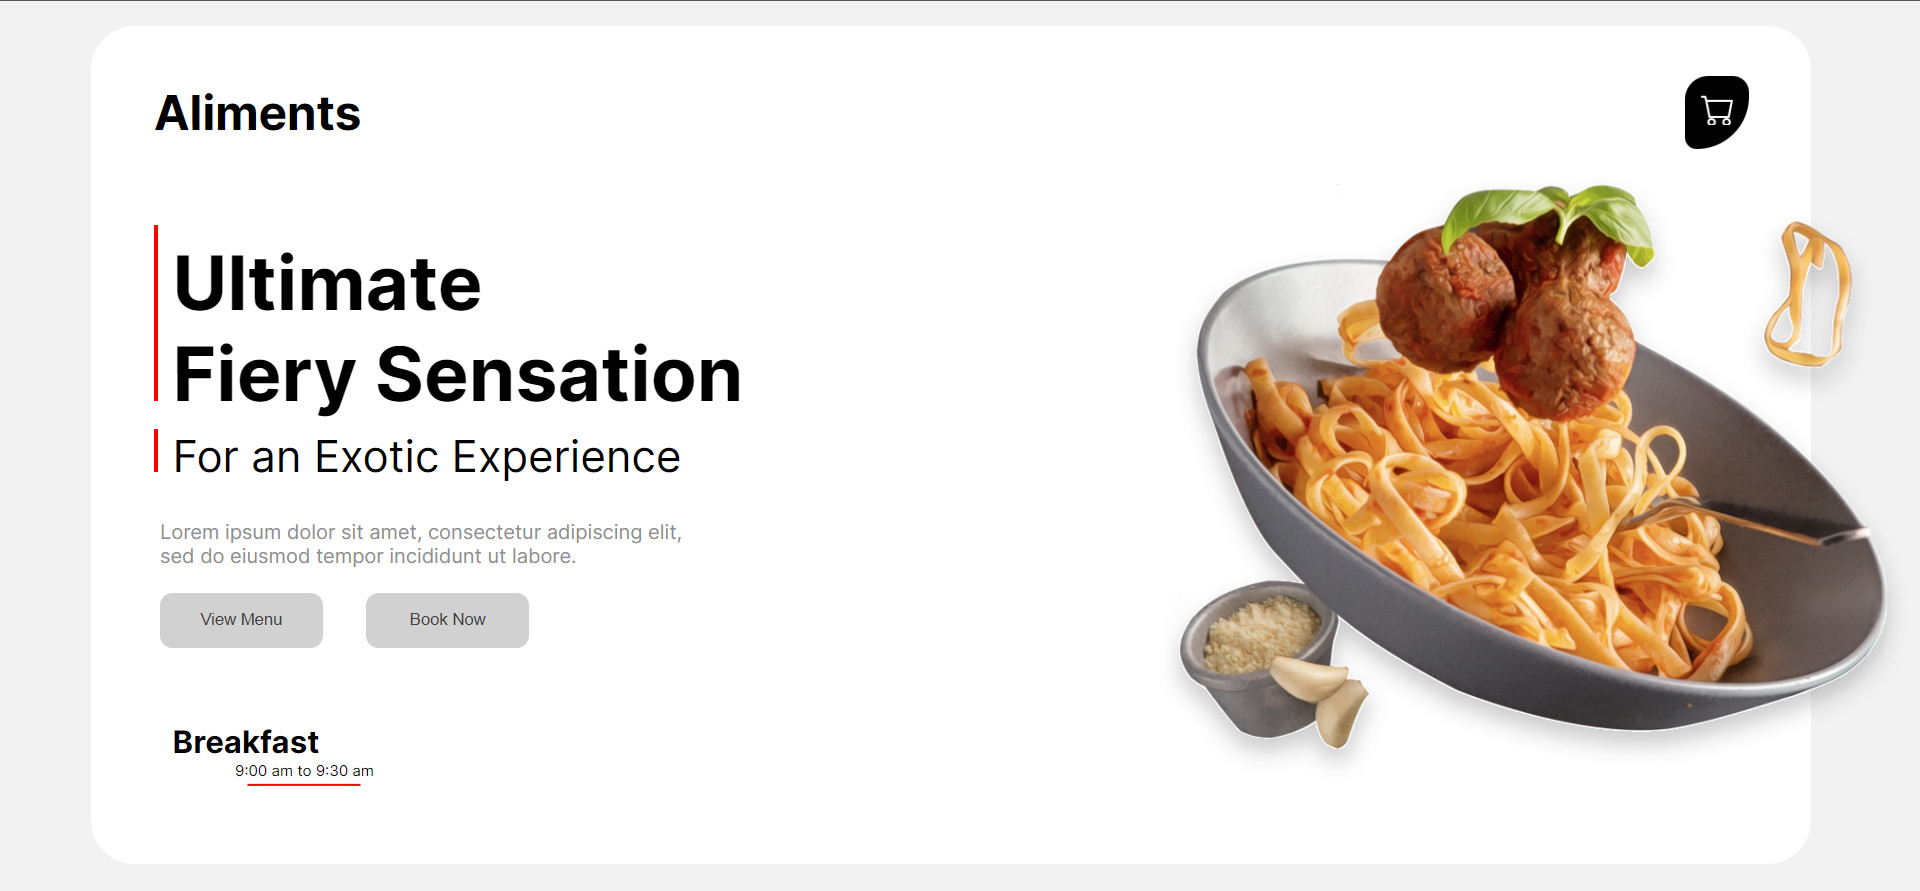 Aliments
Ultimate
Fiery Sensation
For an Exotic Experience
Lorem ipsum dolor sit amet, consectetur adipiscing elit,
sed do eiusmod tempor incididunt ut labore.
View Menu
Book Now
Breakfast
9:00 am to 9:30 am